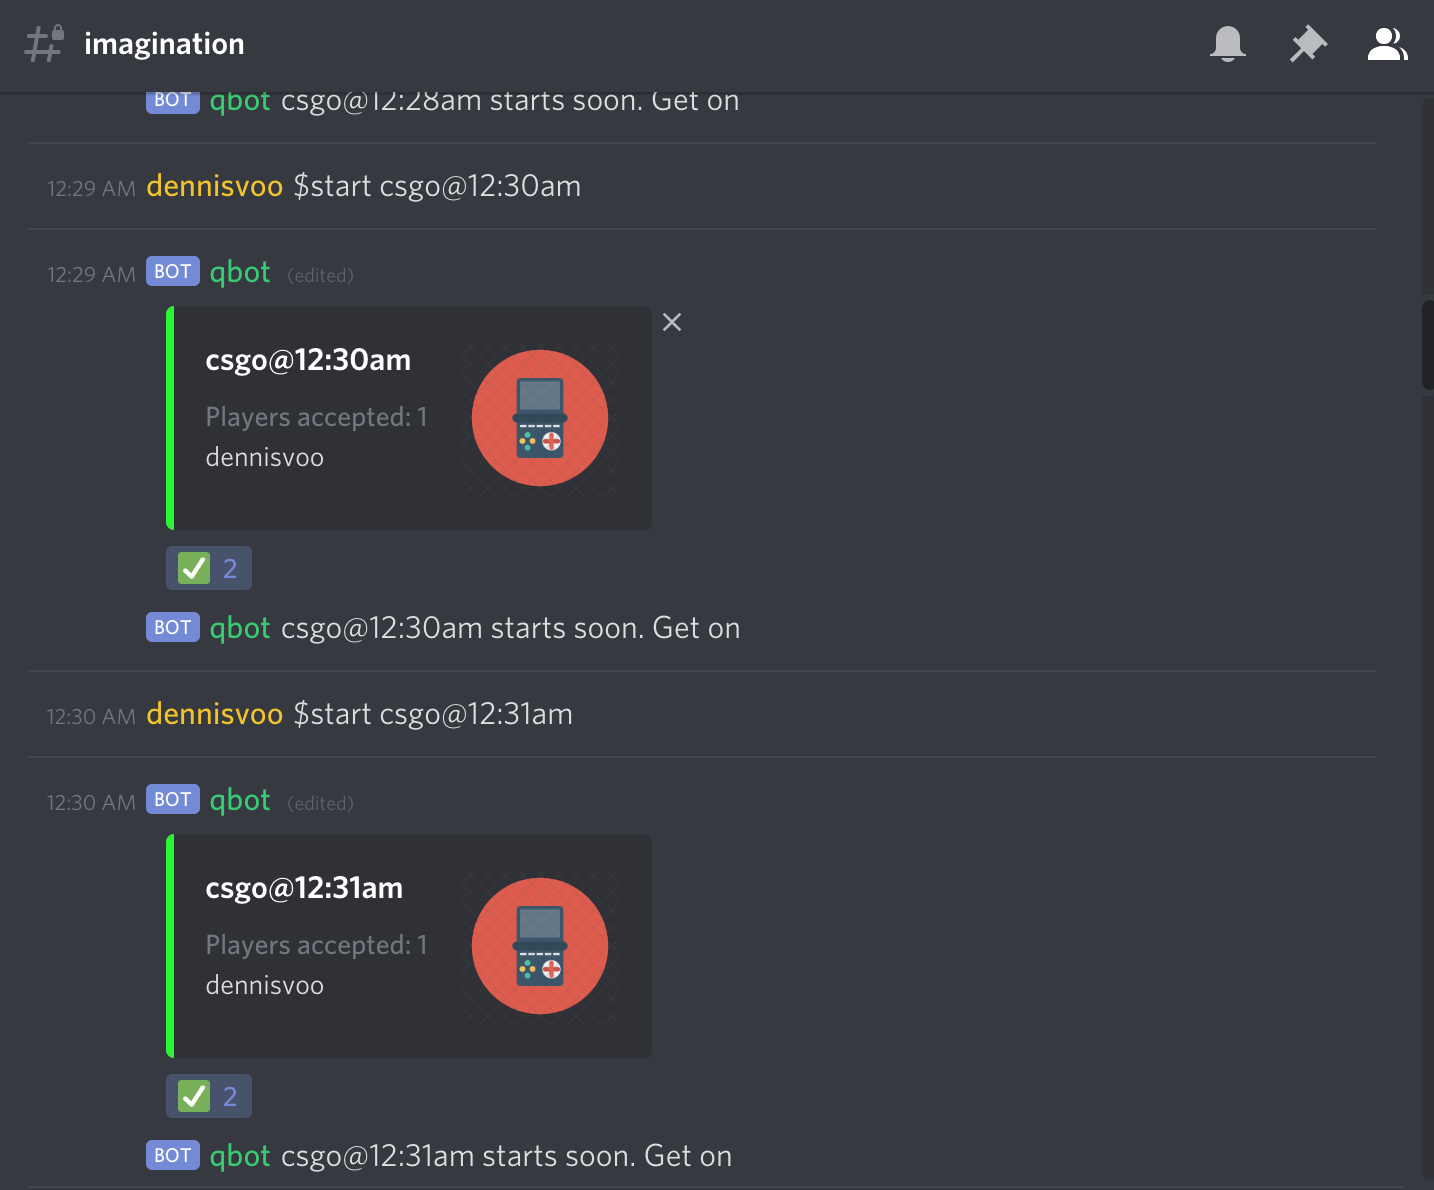 imagination
BOT qbot csgo@12:28am starts soon. Get on
12:29 AM dennisvoo $start csgo@12:30am
12:29 AM BOT qbot (edited)
csgo@12:30am
Players accepted: 1
dennisvoo
2
BOT qbot csgo@12:30am starts soon. Get on
12:30 AM dennisvoo $start csgo@12:31am
12:30 AM BOT qbot (edited)
csgo@12:31am
Players accepted: 1
dennisvoo
2
BOT qbot csgo@12:31am starts soon. Get on